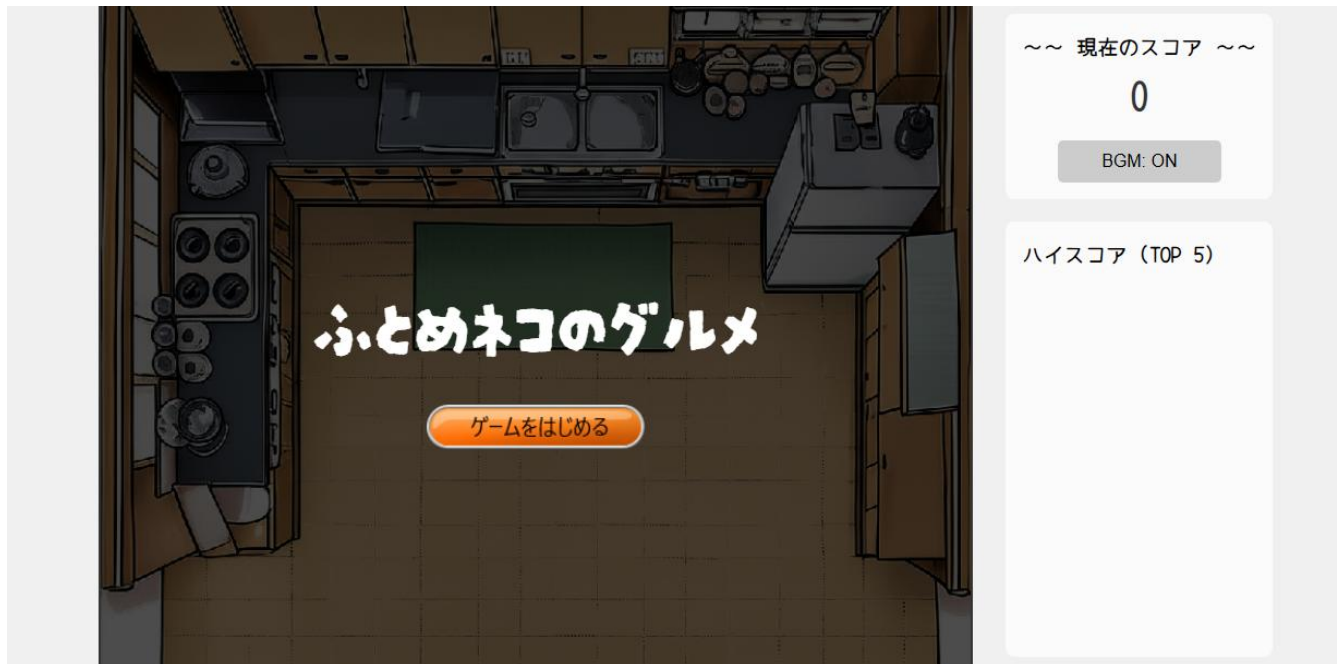 ふとめネコのグルメ
ゲームをはじめる
～～ 現在のスコア ～～
0
BGM: ON
ハイスコア (TOP 5)